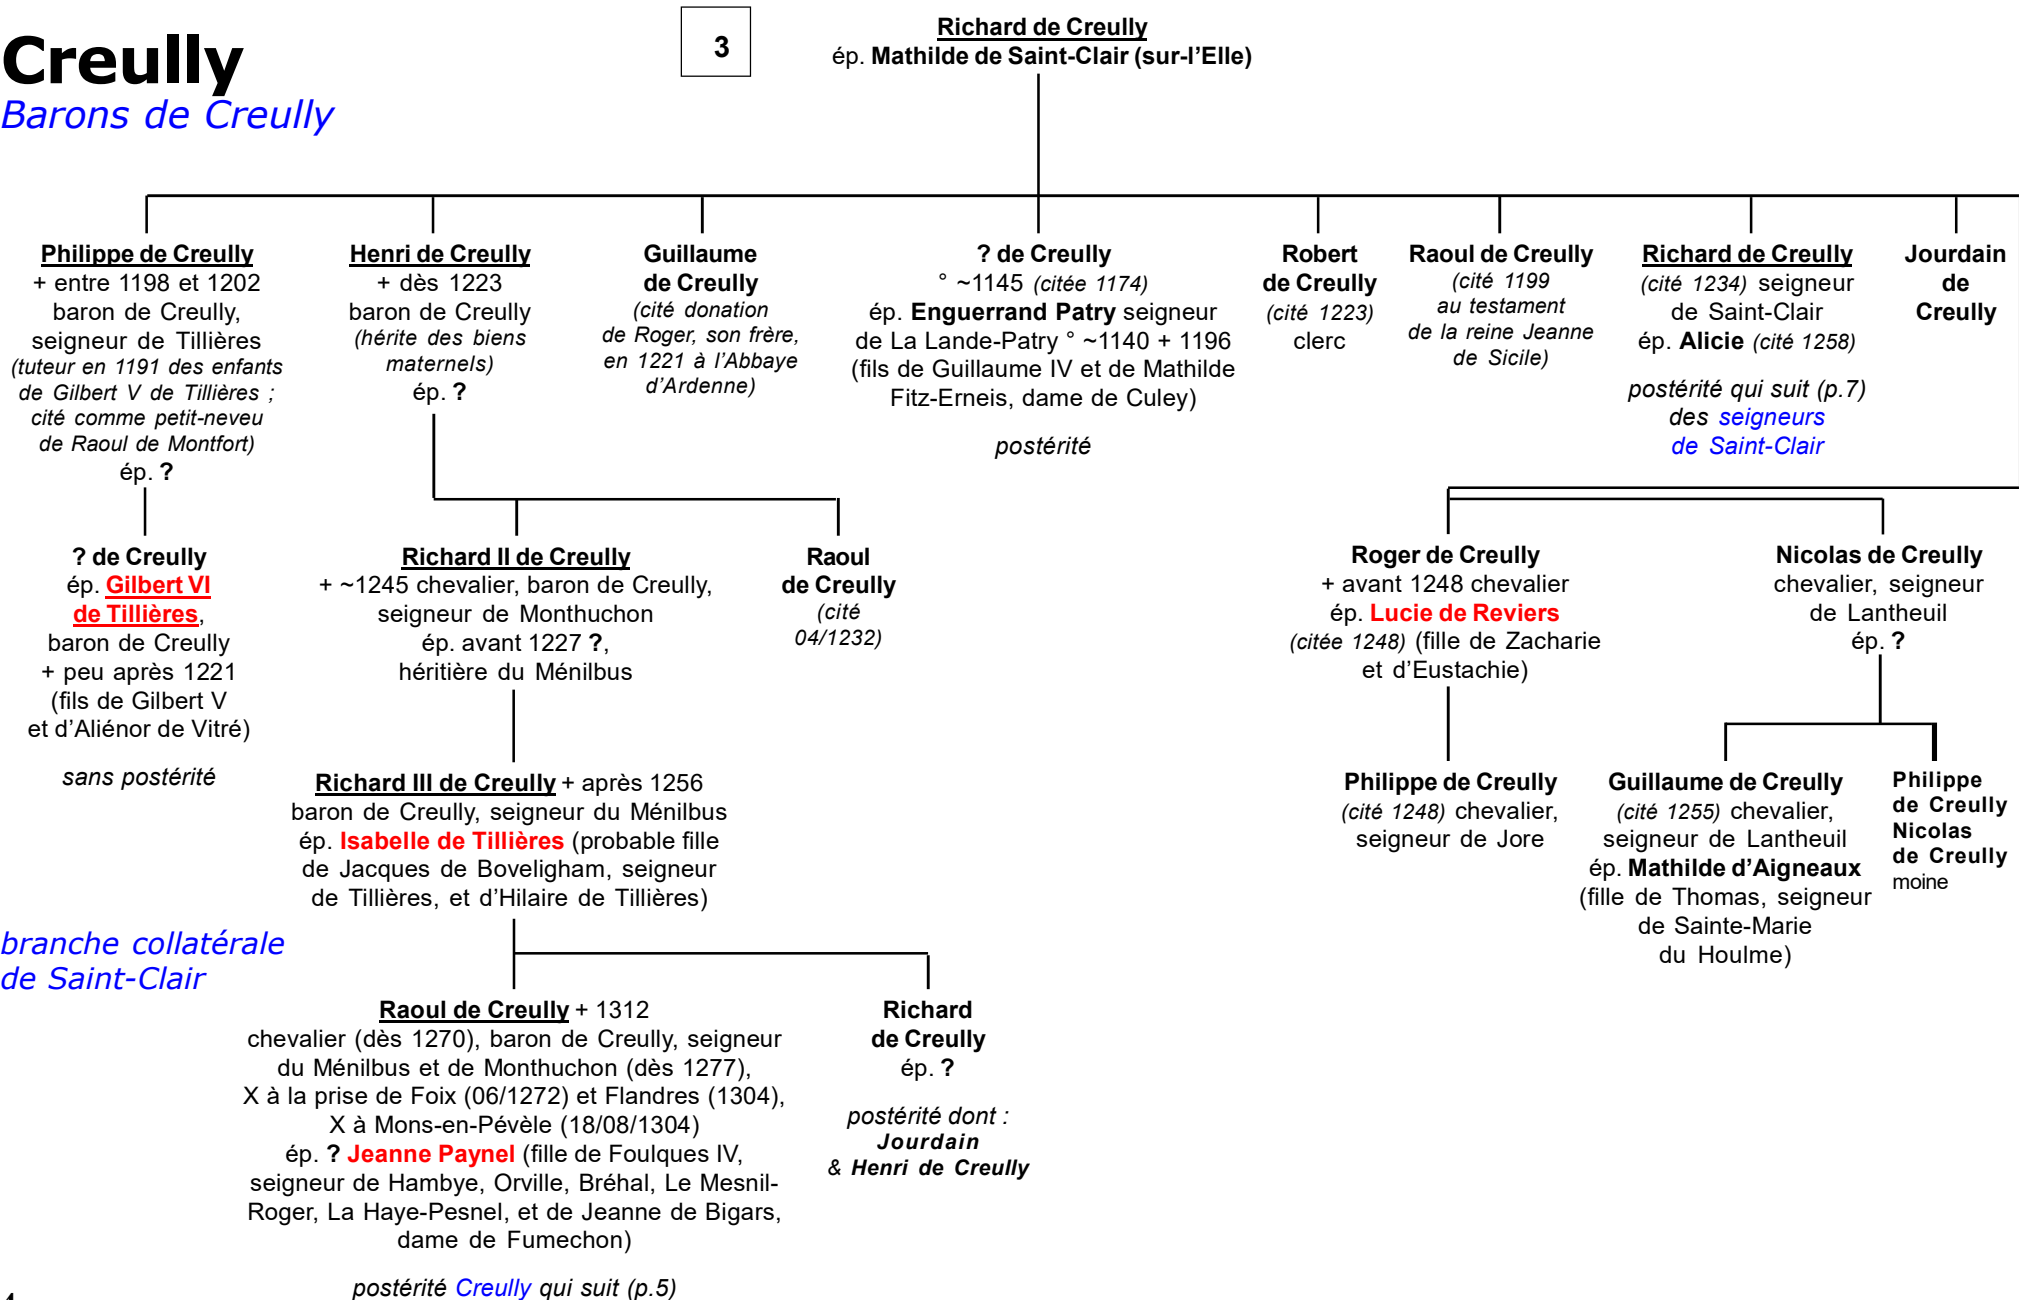 Creully
Barons de Creully
3
Richard de Creully
ép. Mathilde de Saint-Clair (sur-l'Elle)
Philippe de Creully
+ entre 1198 et 1202
baron de Creully,
seigneur de Tillières
(tuteur en 1191 des enfants
de Gilbert V de Tillières ;
cité comme petit-neveu
de Raoul de Montfort)
ép. ?
Henri de Creully
+ dès 1223
baron de Creully
(hérite des biens
maternels)
ép. ?
Guillaume
de Creully
(cité donation
de Roger, son frère,
en 1221 à l'Abbaye
d'Ardenne)
? de Creully
° ~1145 (citée 1174)
ép. Enguerrand Patry seigneur
de La Lande-Patry ° ~1140 + 1196
(fils de Guillaume IV et de Mathilde
Fitz-Erneis, dame de Culey)
postérité
Robert
de Creully
(cité 1223)
clerc
Raoul de Creully
(cité 1199
au testament
de la reine Jeanne
de Sicile)
Richard de Creully
(cité 1234) seigneur
de Saint-Clair
ép. Alicie (cité 1258)
postérité qui suit (p.7)
des seigneurs
de Saint-Clair
Jourdain
de
Creully
? de Creully
ép. Gilbert VI
de Tillières,
baron de Creully
+ peu après 1221
(fils de Gilbert V
et d'Aliénor de Vitré)
sans postérité
Richard II de Creully
+ ~1245 chevalier, baron de Creully,
seigneur de Monthuchon
ép. avant 1227 ?,
héritière du Ménilbus
Raoul
de Creully
(cité
04/1232)
Roger de Creully
+ avant 1248 chevalier
ép. Lucie de Reviers
(citée 1248) (fille de Zacharie
et d'Eustachie)
Nicolas de Creully
chevalier, seigneur
de Lantheuil
ép. ?
Richard III de Creully + après 1256
baron de Creully, seigneur du Ménilbus
ép. Isabelle de Tillières (probable fille
de Jacques de Boveligham, seigneur
de Tillières, et d'Hilaire de Tillières)
Philippe de Creully
(cité 1248) chevalier,
seigneur de Jore
Guillaume de Creully
(cité 1255) chevalier,
seigneur de Lantheuil
ép. Mathilde d'Aigneaux
(fille de Thomas, seigneur
de Sainte-Marie
du Houlme)
Philippe
de Creully
Nicolas
de Creully
moine
branche collatérale
de Saint-Clair
Raoul de Creully + 1312
chevalier (dès 1270), baron de Creully, seigneur
du Ménilbus et de Monthuchon (dès 1277),
X à la prise de Foix (06/1272) et Flandres (1304),
X à Mons-en-Pévèle (18/08/1304)
ép. ? Jeanne Paynel (fille de Foulques IV,
seigneur de Hambye, Orville, Bréhal, Le Mesnil-
Roger, La Haye-Pesnel, et de Jeanne de Bigars,
dame de Fumechon)
postérité Creully qui suit (p.5)
Richard
de Creully
ép. ?
postérité dont :
Jourdain
& Henri de Creully